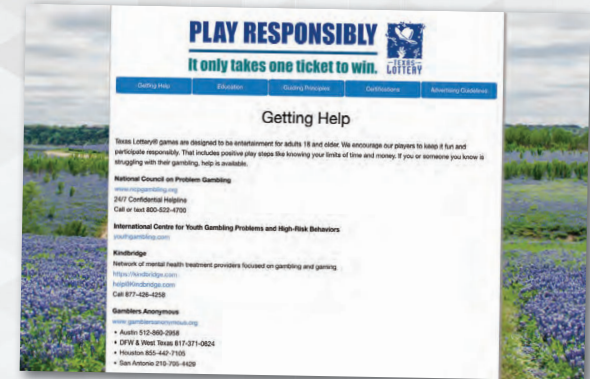 PLAY RESPONSIBLY
It only takes one ticket to win.
TEXAS
LOTTERY
Getting Help
Education
Guiding Principles
Certifications
Advertising Guidelines
Getting Help
Texas Lottery® games are designed to be entertainment for adults 18 and older. We encourage our players to keep it fun and
participate responsibly. That includes positive play steps like knowing your limits of time and money. If you or someone you know is
struggling with their gambling, help is available.
National Council on Problem Gambling
www.ncpgambling.org
24/7 Confidential Helpline
Call or text 800-522-4700
International Centre for Youth Gambling Problems and High-Risk Behaviors
youthgambling.com
Kindbridge
Network of mental health treatment providers focused on gambling and gaming
https://kindbridge.com
help@Kindbridge.com
Call 877-426-4258
Gamblers Anonymous
www.gamblersanonymous.org
• Austin 512-860-2958
• DFW & West Texas 817-371-0624
• Houston 855-442-7105
• San Antonio 210-705-4429